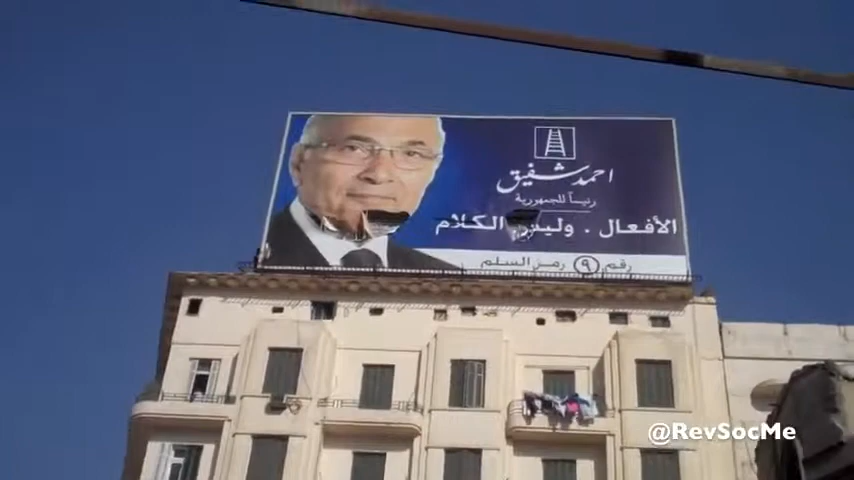 احمد شفيق
رئيساً للجمهورية
الأفعال . وليس الكلام
رقم ٩ رمز السلم
@RevSocMe